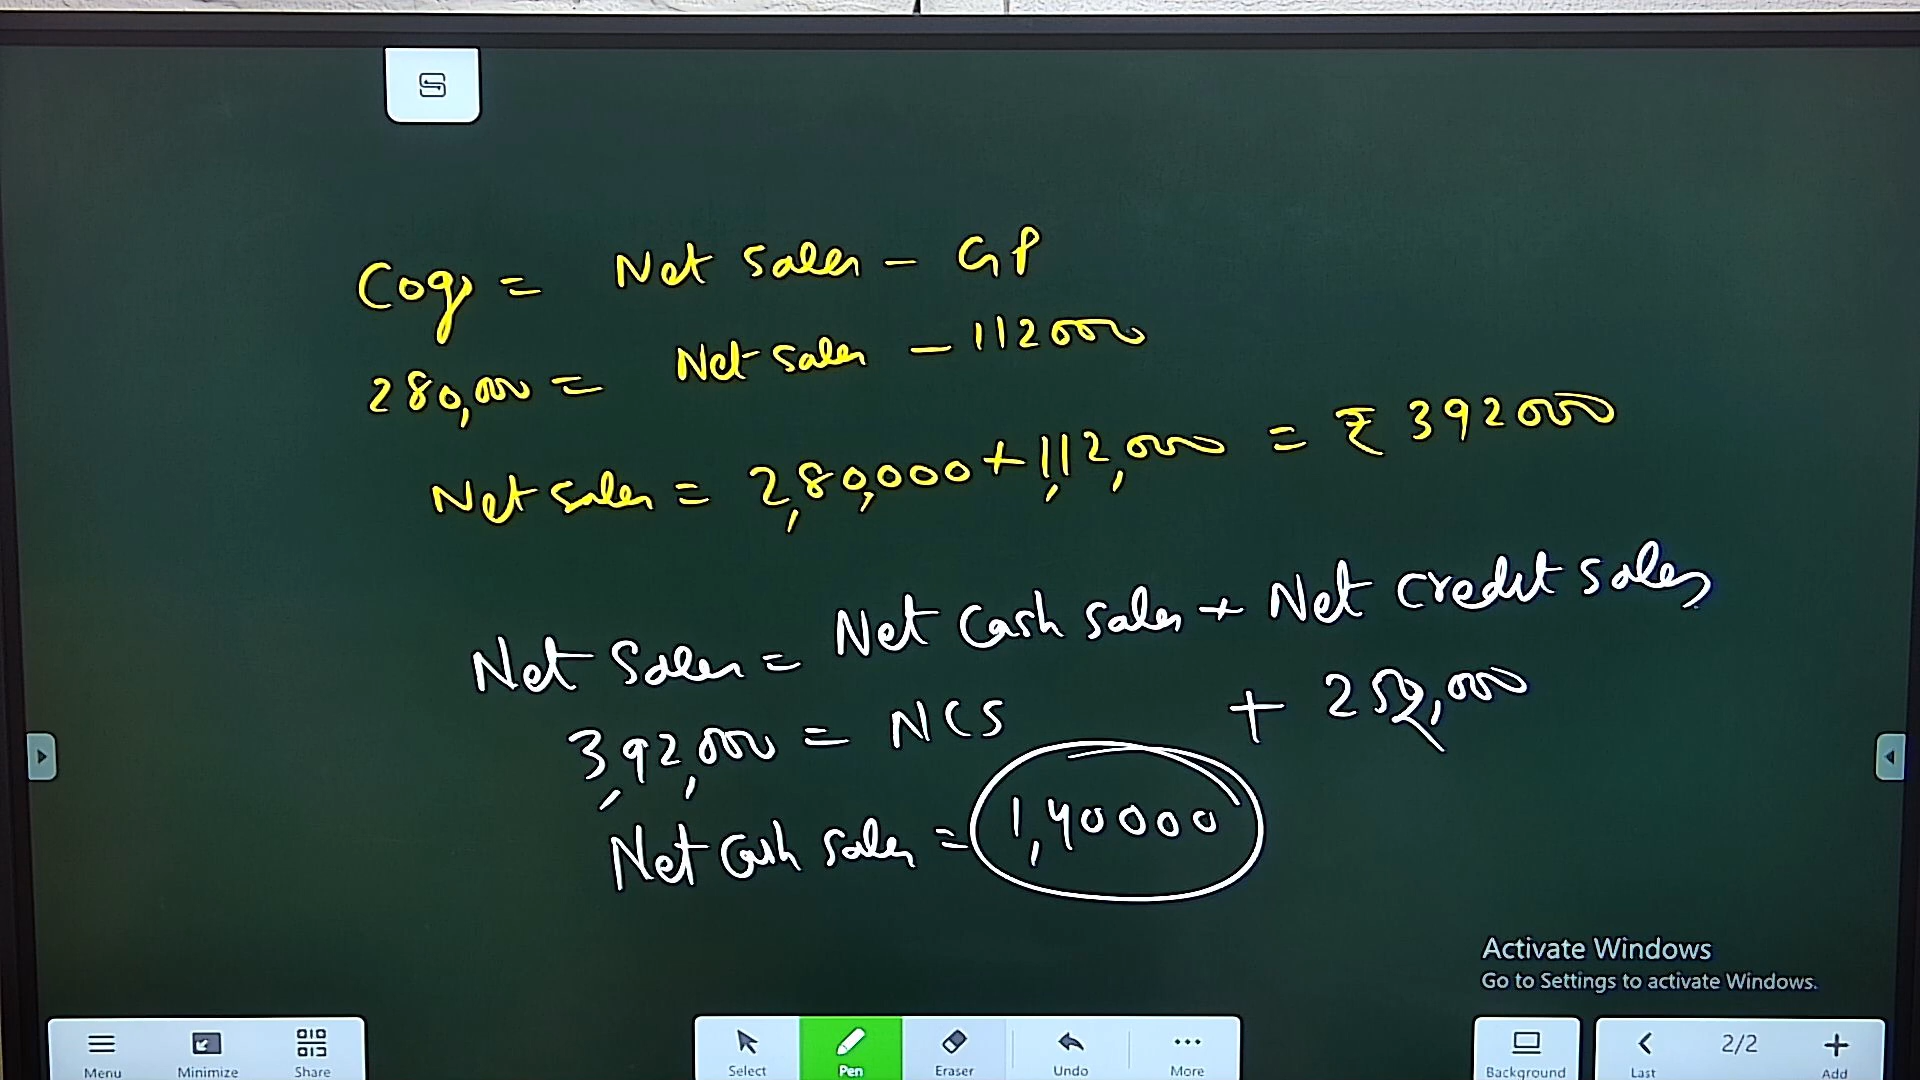 Cogs = Net Sales - GP
280,000 = Net Sales - 112000
Net Sales = 2,80,000 + 1,12,000 = ₹ 392000
Net Sales = Net Cash Sales + Net Credit Sales
3,92,000 = NCS + 252,000
Net Cash Sales = 1,40000
Activate Windows
Go to Settings to activate Windows.
Menu Minimize Share Select Pen Eraser Undo More Background Last 2/2 Add